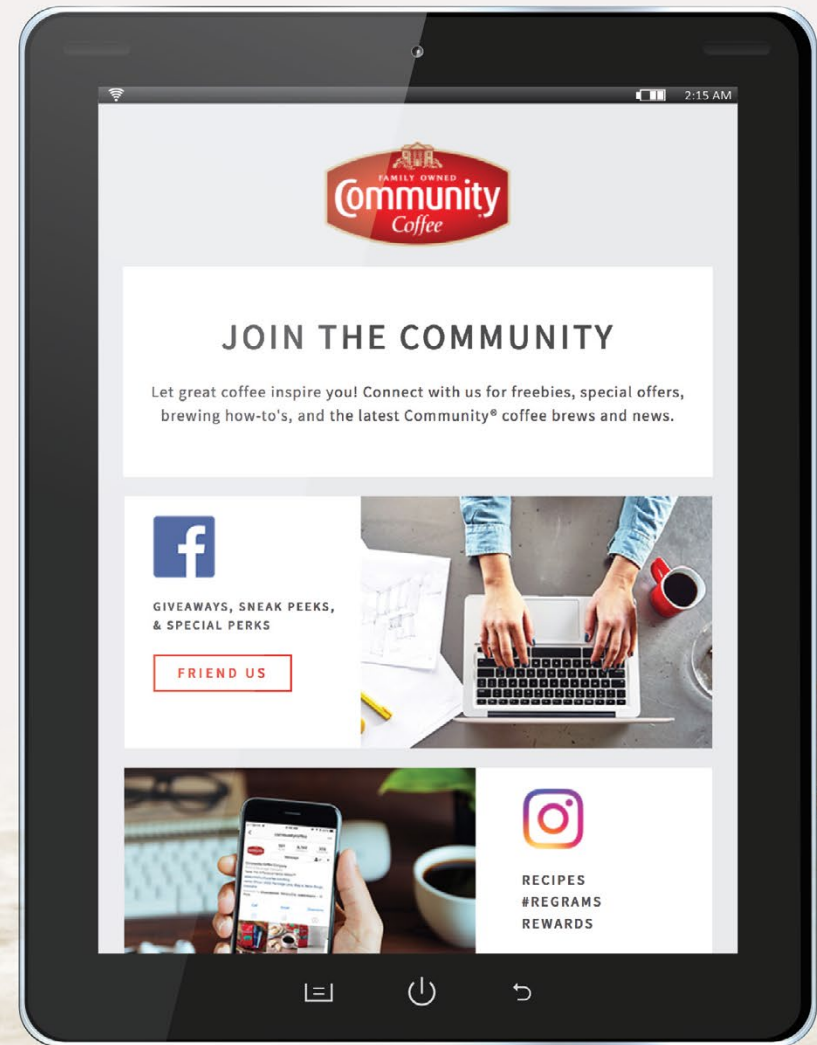 2:15 AM
FAMILY OWNED
Community
Coffee
JOIN THE COMMUNITY
Let great coffee inspire you! Connect with us for freebies, special offers,
brewing how-to's, and the latest Community® coffee brews and news.
GIVEAWAYS, SNEAK PEEKS,
& SPECIAL PERKS
FRIEND US
communitycoffee
RECIPES
#REGRAMS
REWARDS